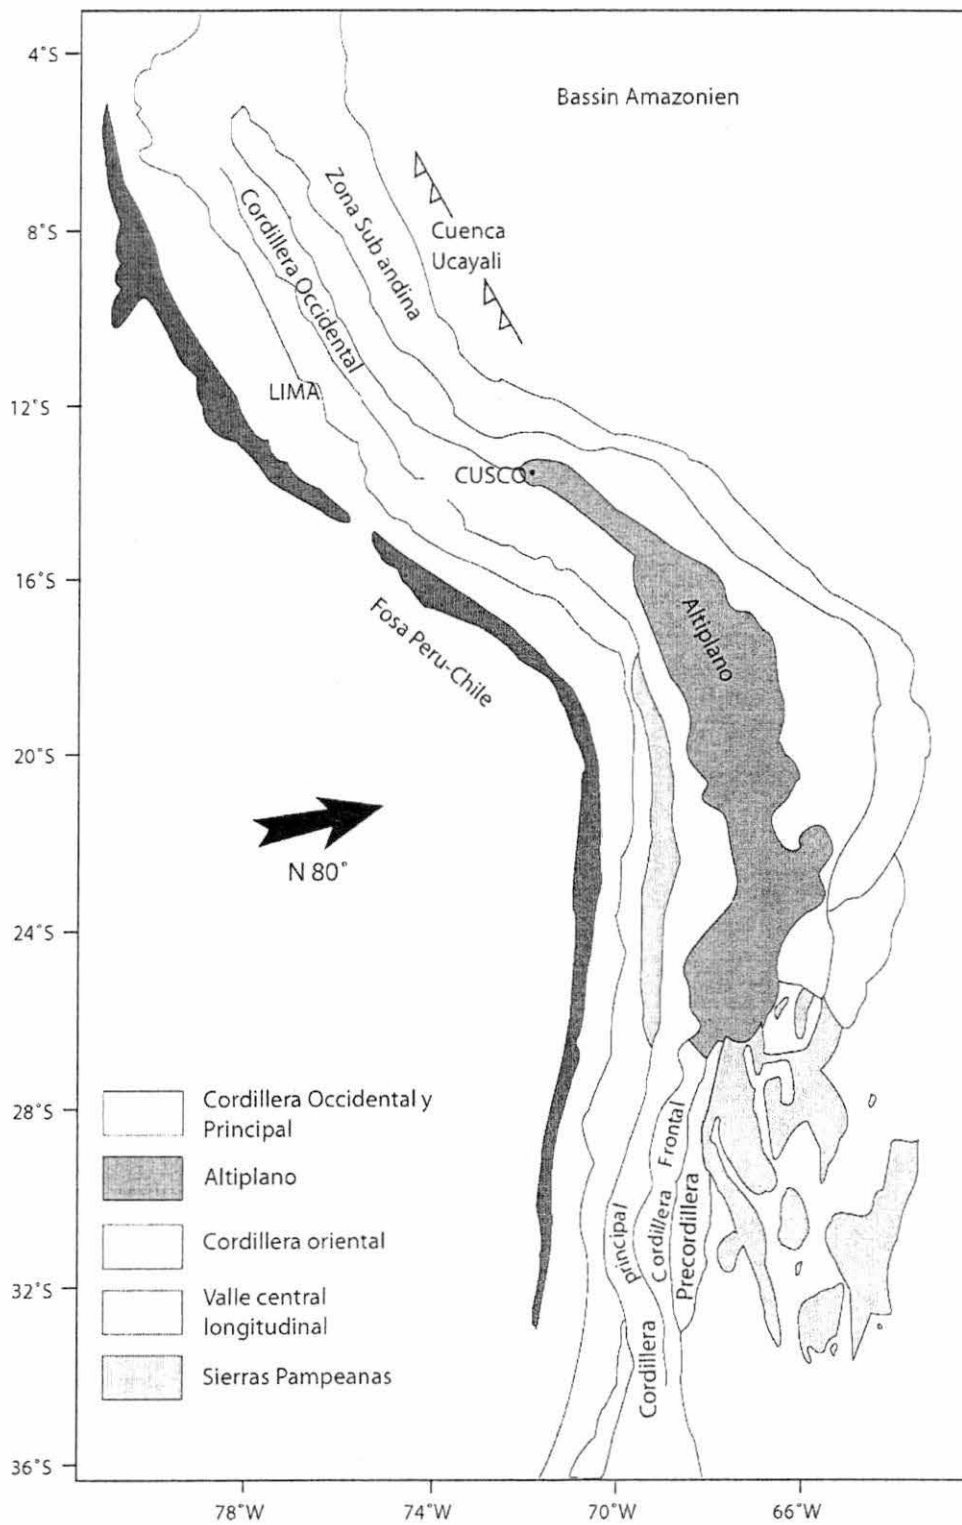 4°S
8°S
12°S
16°S
20°S
24°S
28°S
32°S
36°S
78°W
74°W
70°W
66°W
Bassin Amazonien
Zona Sub andina
Cuenca
Ucayali
Cordillera Occidental
LIMA
CUSCO
Altiplano
Fosa Peru-Chile
N 80°
Cordillera principal
Cordillera Frontal
Precordillera
Cordillera Occidental y
Principal
Altiplano
Cordillera oriental
Valle central
longitudinal
Sierras Pampeanas